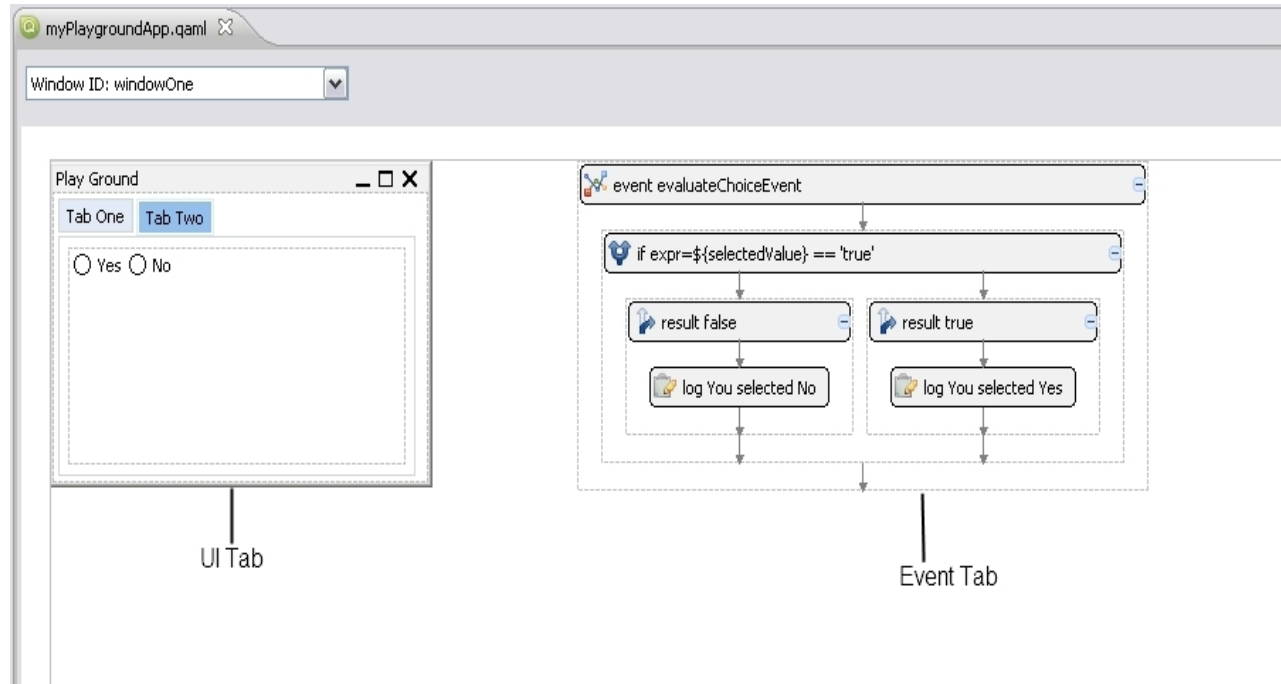 myPlaygroundApp.qaml
Window ID: windowOne
Play Ground
Tab One
Tab Two
Yes
No
UI Tab
event evaluateChoiceEvent
if expr=${selectedValue} == 'true'
result false
result true
log You selected No
log You selected Yes
Event Tab